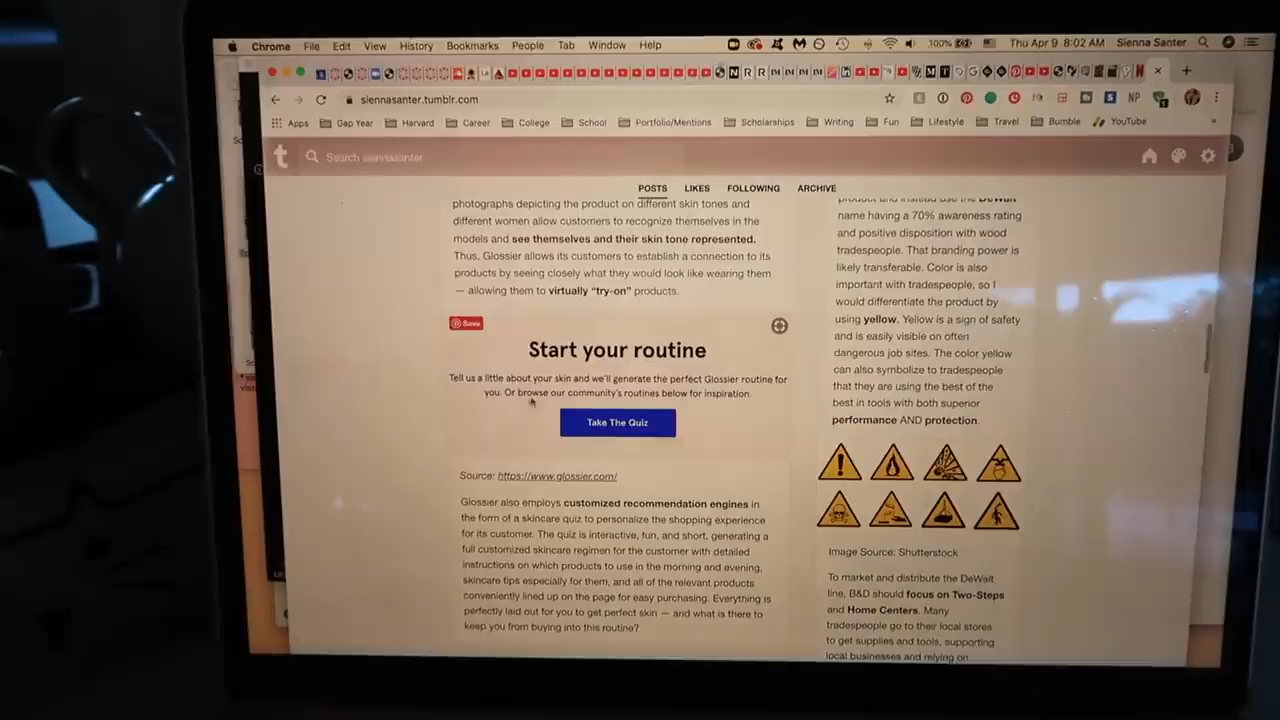 Chrome File Edit View History Bookmarks People Tab Window Help 100% Thu Apr 9 8:02 AM Sienna Santer
siennasanter.tumblr.com
Apps Gap Year Harvard Career College School Portfolio/Mentions Scholarships Writing Fun Lifestyle Travel Bumble YouTube »
t Search siennasanter
POSTS LIKES FOLLOWING ARCHIVE
photographs depicting the product on different skin tones and
different women allow customers to recognize themselves in the
models and see themselves and their skin tone represented.
Thus, Glossier allows its customers to establish a connection to its
products by seeing closely what they would look like wearing them
— allowing them to virtually “try-on” products.
Save
Start your routine
Tell us a little about your skin and we'll generate the perfect Glossier routine for
you. Or browse our community's routines below for inspiration.
Take The Quiz
Source: https://www.glossier.com/
Glossier also employs customized recommendation engines in
the form of a skincare quiz to personalize the shopping experience
for its customer. The quiz is interactive, fun, and short, generating a
full customized skincare regimen for the customer with detailed
instructions on which products to use in the morning and evening,
skincare tips especially for them, and all of the relevant products
conveniently lined up on the page for easy purchasing. Everything is
perfectly laid out for you to get perfect skin — and what is there to
keep you from buying into this routine?
product and instead use the DeWalt
name having a 70% awareness rating
and positive disposition with wood
tradespeople. That branding power is
likely transferable. Color is also
important with tradespeople, so I
would differentiate the product by
using yellow. Yellow is a sign of safety
and is easily visible on often
dangerous job sites. The color yellow
can also symbolize to tradespeople
that they are using the best of the
best in tools with both superior
performance AND protection.
Image Source: Shutterstock
To market and distribute the DeWalt
line, B&D should focus on Two-Steps
and Home Centers. Many
tradespeople go to their local stores
to get supplies and tools, supporting
local businesses and relying on